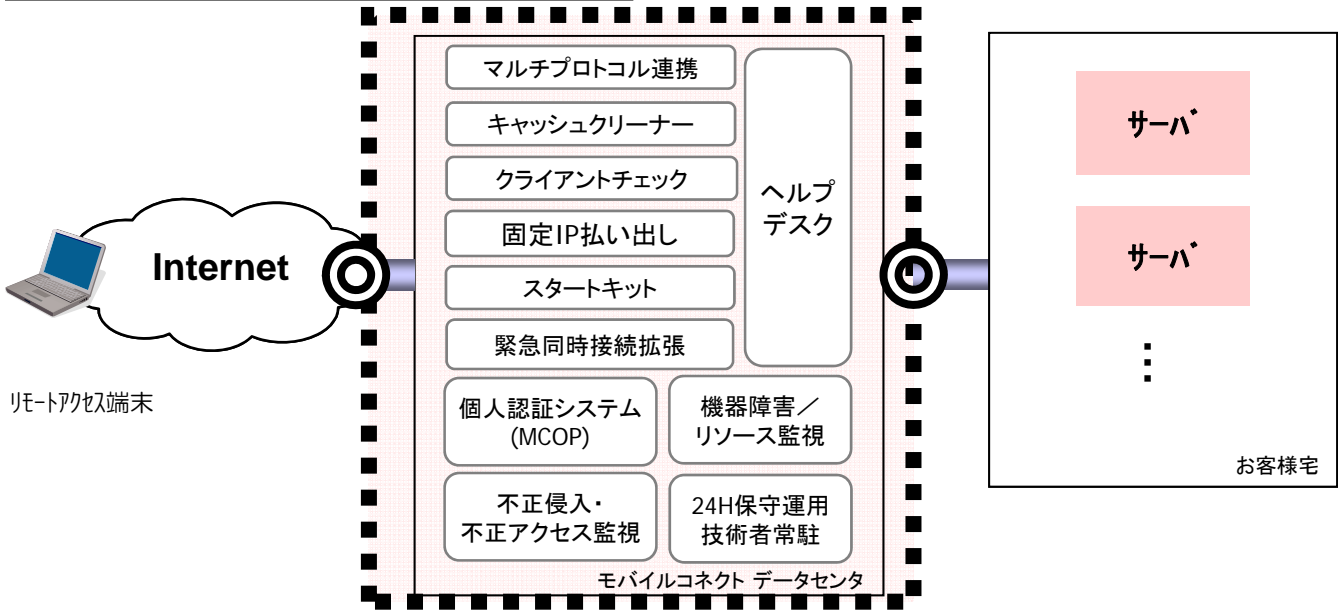 マルチプロトコル連携
キャッシュクリーナー
クライアントチェック
固定IP払い出し
スタートキット
緊急同時接続拡張
ヘルプ
デスク
個人認証システム
(MCOP)
機器障害／
リソース監視
不正侵入・
不正アクセス監視
24H保守運用
技術者常駐
モバイルコネクト データセンタ
Internet
ﾘﾓｰﾄｱｸｾｽ端末
ｻｰﾊﾞ
ｻｰﾊﾞ
お客様宅